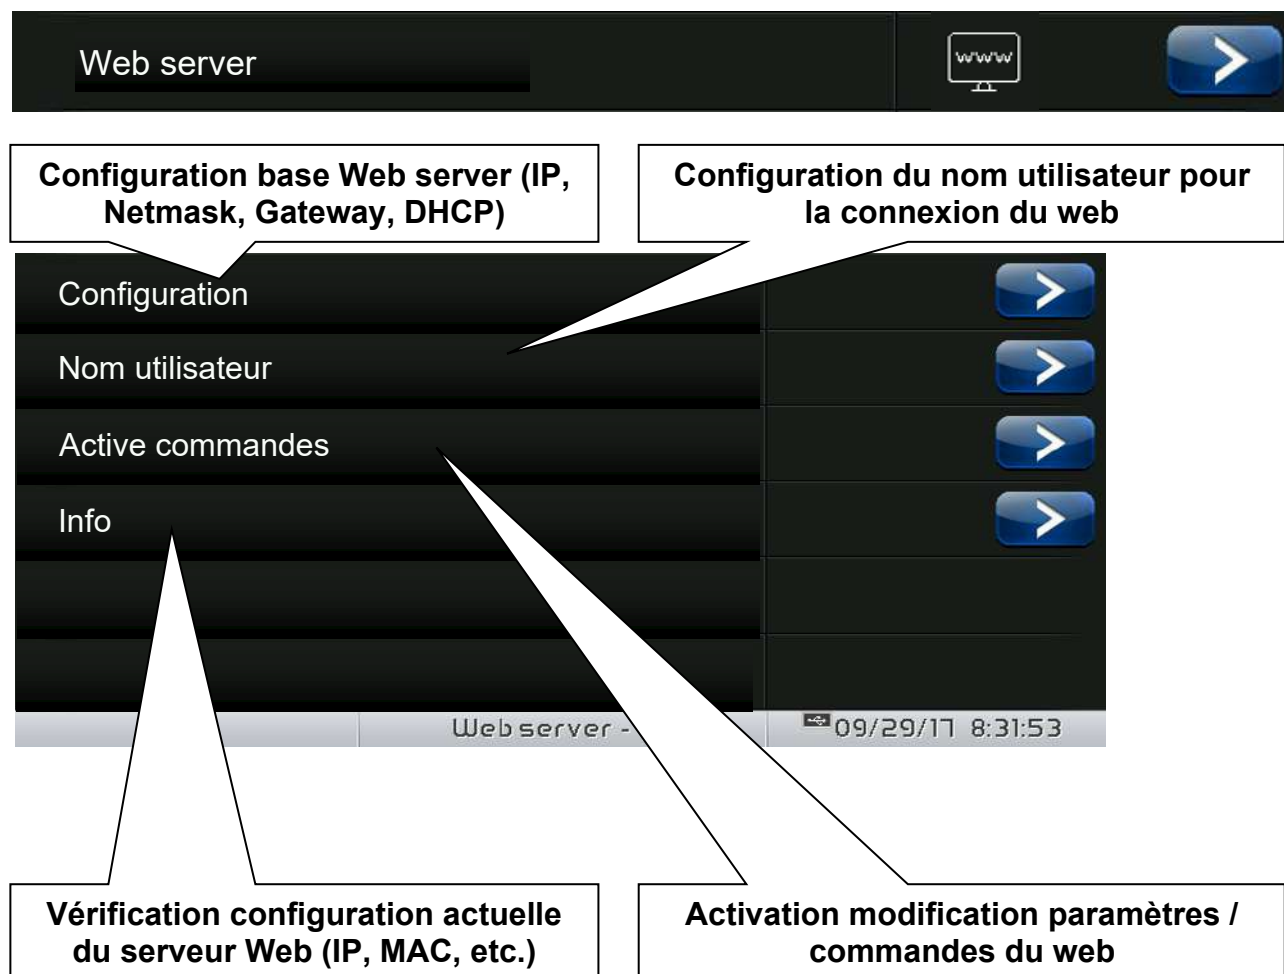 Web server
www
Configuration base Web server (IP,
Netmask, Gateway, DHCP)
Configuration du nom utilisateur pour
la connexion du web
Configuration
Nom utilisateur
Active commandes
Info
Web server -
09/29/17 8:31:53
Vérification configuration actuelle
du serveur Web (IP, MAC, etc.)
Activation modification paramètres /
commandes du web